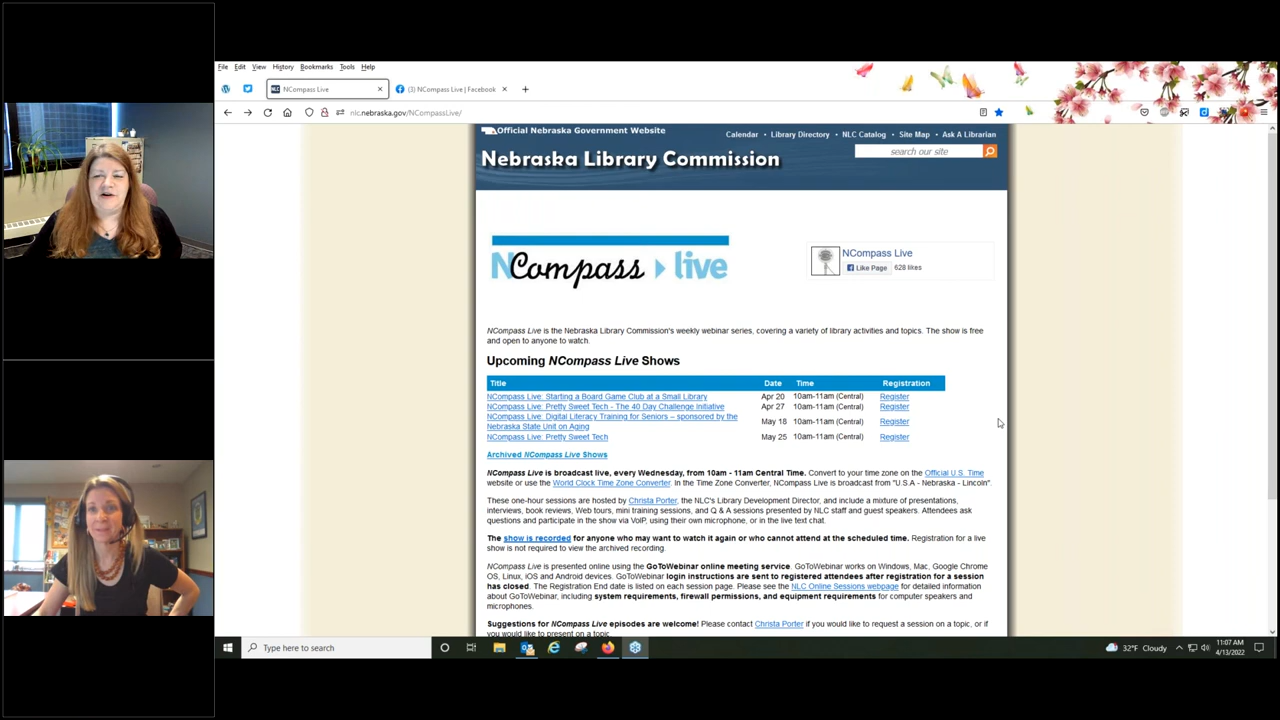 File Edit View History Bookmarks Tools Help
NCompass Live
(3) NCompass Live | Facebook
nlc.nebraska.gov/NCompassLive/
Official Nebraska Government Website
Calendar • Library Directory • NLC Catalog • Site Map • Ask A Librarian
Nebraska Library Commission
search our site
NCompass live
NCompass Live
Like Page 628 likes
NCompass Live is the Nebraska Library Commission's weekly webinar series, covering a variety of library activities and topics. The show is free
and open to anyone to watch.
Upcoming NCompass Live Shows
Title Date Time Registration
NCompass Live: Starting a Board Game Club at a Small Library Apr 20 10am-11am (Central) Register
NCompass Live: Pretty Sweet Tech - The 40 Day Challenge Initiative Apr 27 10am-11am (Central) Register
NCompass Live: Digital Literacy Training for Seniors – sponsored by the
Nebraska State Unit on Aging May 18 10am-11am (Central) Register
NCompass Live: Pretty Sweet Tech May 25 10am-11am (Central) Register
Archived NCompass Live Shows
NCompass Live is broadcast live, every Wednesday, from 10am - 11am Central Time. Convert to your time zone on the Official U.S. Time
website or use the World Clock Time Zone Converter. In the Time Zone Converter, NCompass Live is broadcast from "U.S.A - Nebraska - Lincoln".
These one-hour sessions are hosted by Christa Porter, the NLC's Library Development Director, and include a mixture of presentations,
interviews, book reviews, Web tours, mini training sessions, and Q & A sessions presented by NLC staff and guest speakers. Attendees ask
questions and participate in the show via VoIP, using their own microphone, or in the live text chat.
The show is recorded for anyone who may want to watch it again or who cannot attend at the scheduled time. Registration for a live
show is not required to view the archived recording.
NCompass Live is presented online using the GoToWebinar online meeting service. GoToWebinar works on Windows, Mac, Google Chrome
OS, Linux, iOS and Android devices. GoToWebinar login instructions are sent to registered attendees after registration for a session
has closed. The Registration End date is listed on each session page. Please see the NLC Online Sessions webpage for detailed information
about GoToWebinar, including system requirements, firewall permissions, and equipment requirements for computer speakers and
microphones.
Suggestions for NCompass Live episodes are welcome! Please contact Christa Porter if you would like to request a session on a topic, or if
you would like to present on a topic.
Type here to search
32°F Cloudy
11:07 AM
4/13/2022